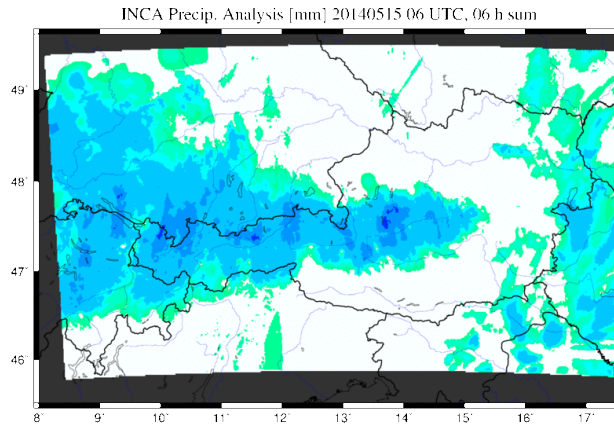 INCA Precip. Analysis [mm] 20140515 06 UTC, 06 h sum
49'
48'
47'
46'
8' 9' 10' 11' 12' 13' 14' 15' 16' 17'